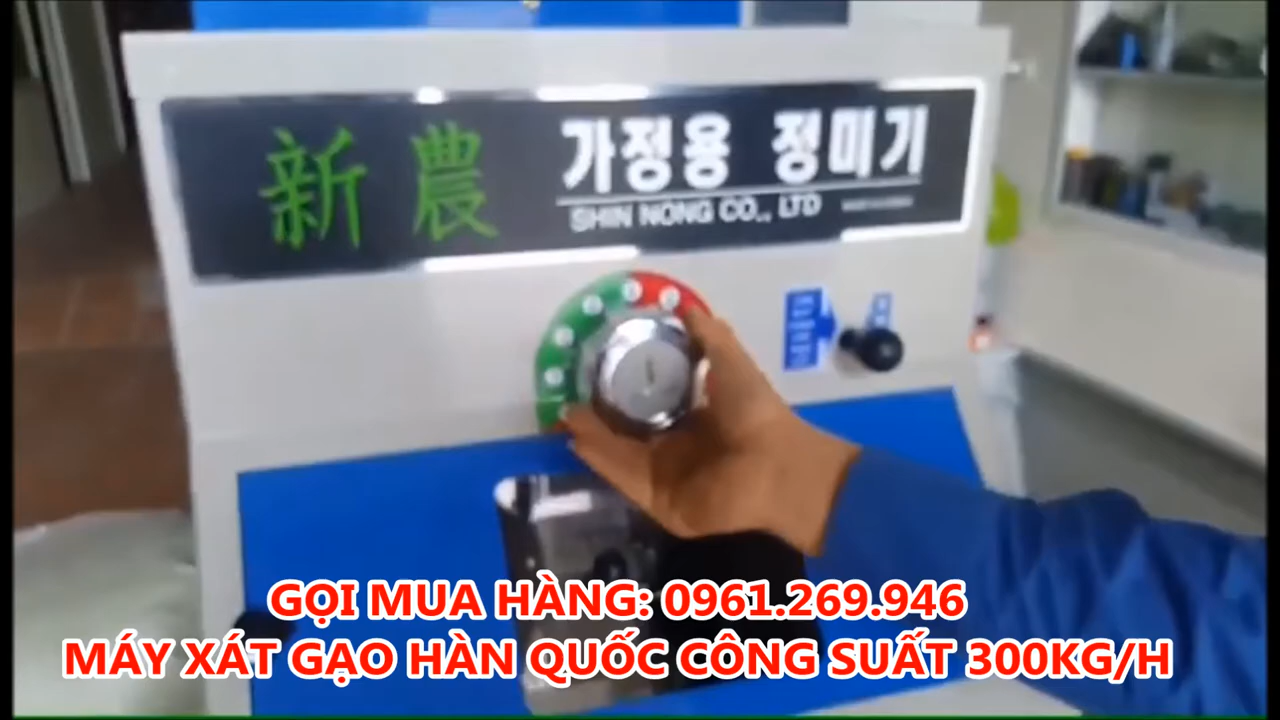 新農
가정용 정미기
SHIN NONG CO., LTD
GỌI MUA HÀNG: 0961.269.946
MÁY XÁT GẠO HÀN QUỐC CÔNG SUẤT 300KG/H